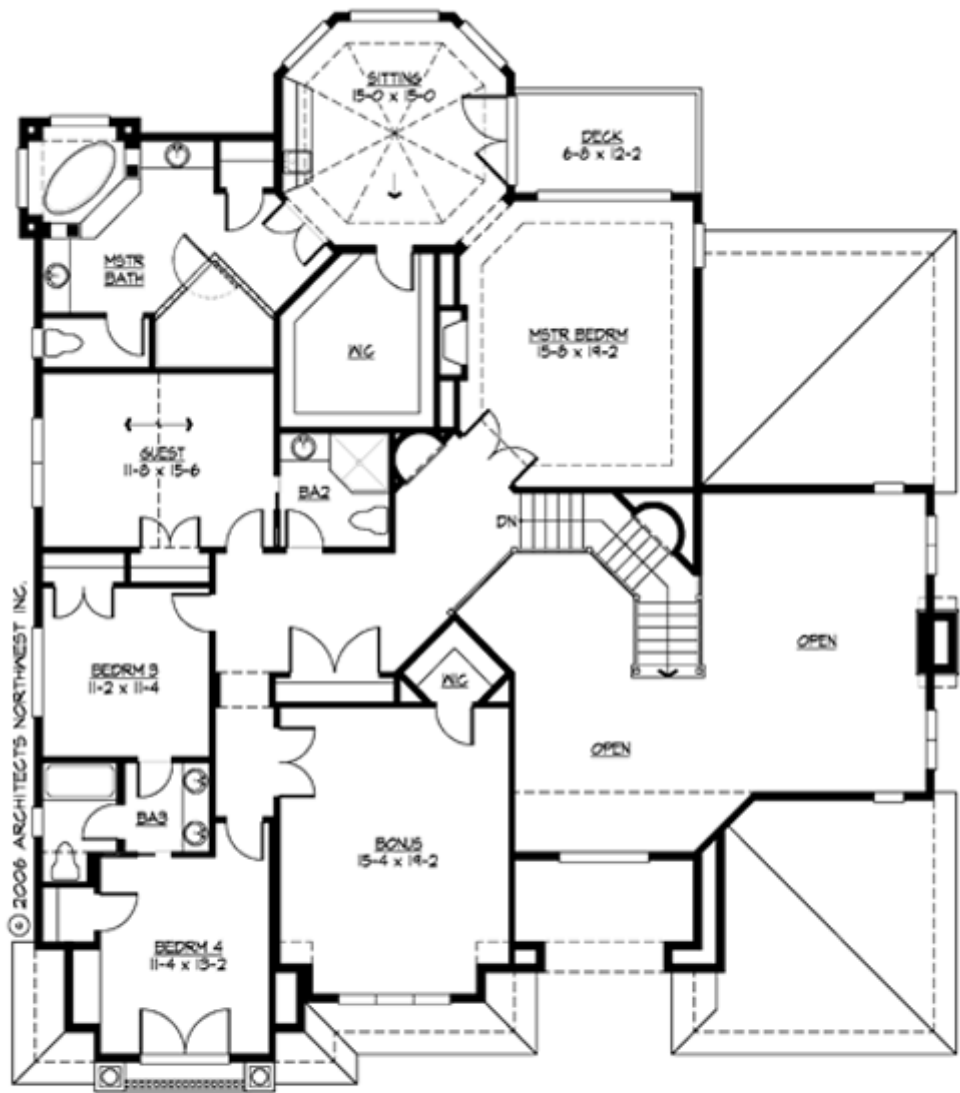 SITTING
15-0 x 15-0
DECK
6-8 x 12-2
MSTR
BATH
WIC
MSTR BEDRM
15-8 x 19-2
GUEST
11-8 x 15-6
BA2
DN
BEDRM 3
11-2 x 11-4
WIC
OPEN
OPEN
BA3
BONUS
15-4 x 19-2
BEDRM 4
11-4 x 13-2
© 2006 ARCHITECTS NORTHWEST INC.